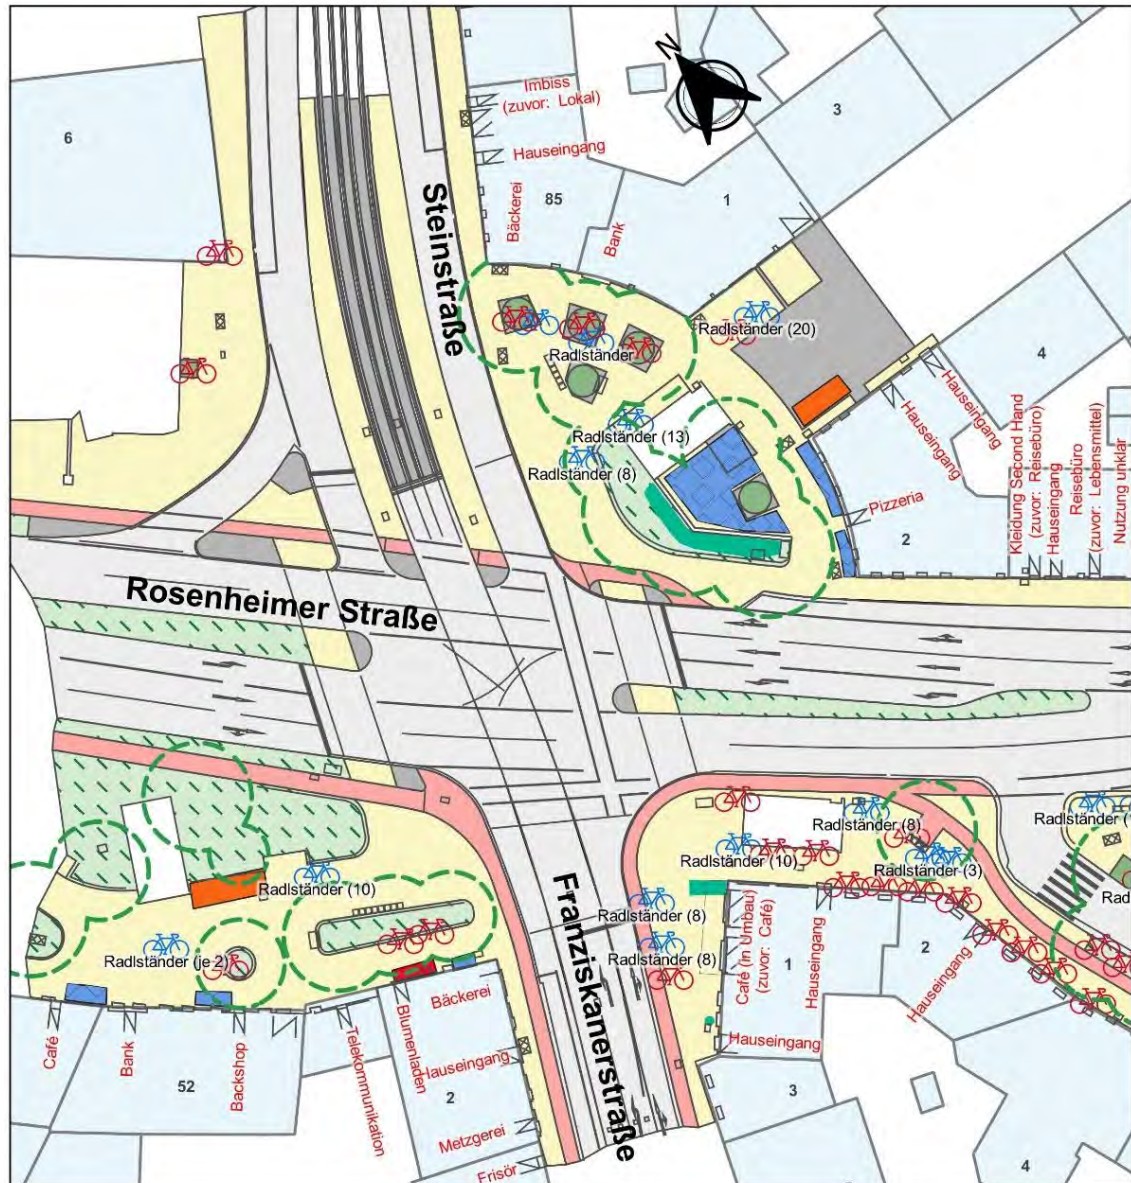 N
Imbiss
(zuvor: Lokal)
3
6
Hauseingang
85
1
Bäckerei
Bank
Steinstraße
Radlständer (20)
Radlständer
4
Hauseingang
Hauseingang
Radlständer (13)
Radlständer (8)
Kleidung Second Hand
(zuvor: Reisebüro)
Hauseingang
Reisebüro
(zuvor: Lebensmittel)
Nutzung unklar
Pizzeria
2
Rosenheimer Straße
Radlständer (8)
Radlständer (
Radlständer (10)
Radlständer (3)
Radlständer (10)
Radl
Radlständer (8)
Franziskanerstraße
Radlständer (je 2)
Radlständer (8)
Café (in Umbau)
(zuvor: Café)
1
Hauseingang
2
Hauseingang
Bäckerei
Café
Bank
Backshop
Telekommunikation
Blumenladen
Hauseingang
Hauseingang
52
2
3
Metzgerei
Frisör
4